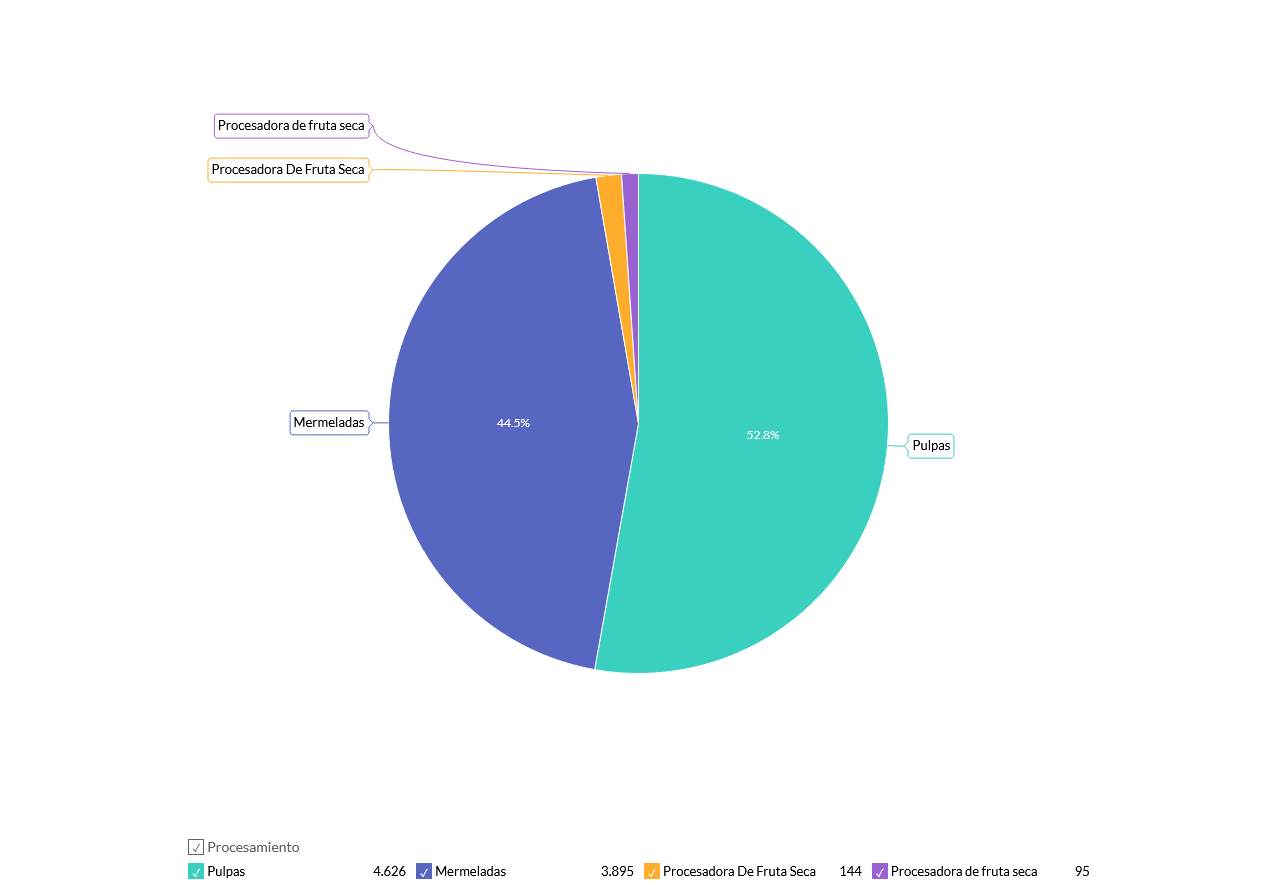 Procesadora de fruta seca
Procesadora De Fruta Seca
Mermeladas
44.5%
52.8%
Pulpas
Procesamiento
Pulpas 4.626 Mermeladas 3.895 Procesadora De Fruta Seca 144 Procesadora de fruta seca 95